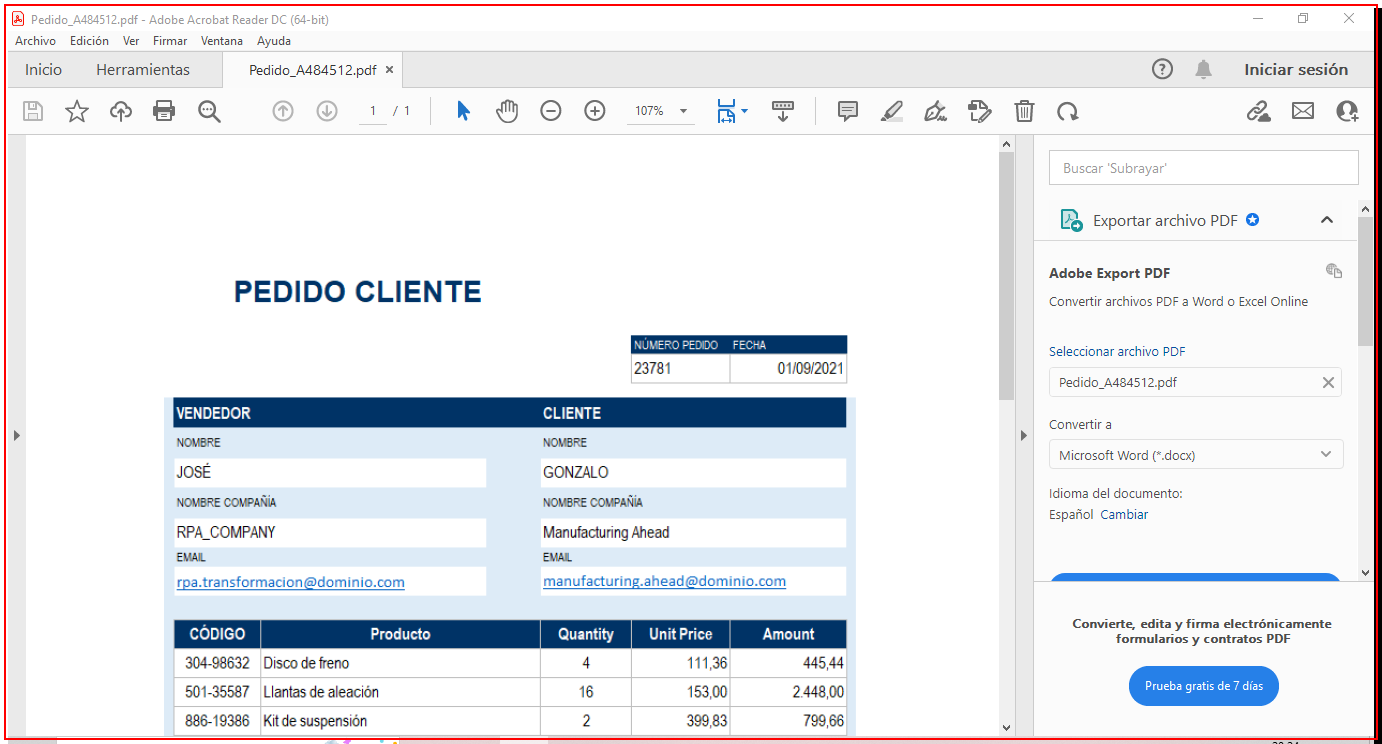 Pedido_A484512.pdf - Adobe Acrobat Reader DC (64-bit)
Archivo Edición Ver Firmar Ventana Ayuda
Inicio Herramientas Pedido_A484512.pdf × Iniciar sesión
1 / 1 107%
Buscar 'Subrayar'
Exportar archivo PDF
Adobe Export PDF
Convertir archivos PDF a Word o Excel Online
Seleccionar archivo PDF
Pedido_A484512.pdf
Convertir a
Microsoft Word (*.docx)
Idioma del documento:
Español Cambiar
Convierte, edita y firma electrónicamente
formularios y contratos PDF
Prueba gratis de 7 días
PEDIDO CLIENTE
NÚMERO PEDIDO FECHA
23781 01/09/2021
VENDEDOR CLIENTE
NOMBRE NOMBRE
JOSÉ GONZALO
NOMBRE COMPAÑÍA NOMBRE COMPAÑÍA
RPA_COMPANY Manufacturing Ahead
EMAIL EMAIL
rpa.transformacion@dominio.com manufacturing.ahead@dominio.com
CÓDIGO Producto Quantity Unit Price Amount
304-98632 Disco de freno 4 111,36 445,44
501-35587 Llantas de aleación 16 153,00 2.448,00
886-19386 Kit de suspensión 2 399,83 799,66